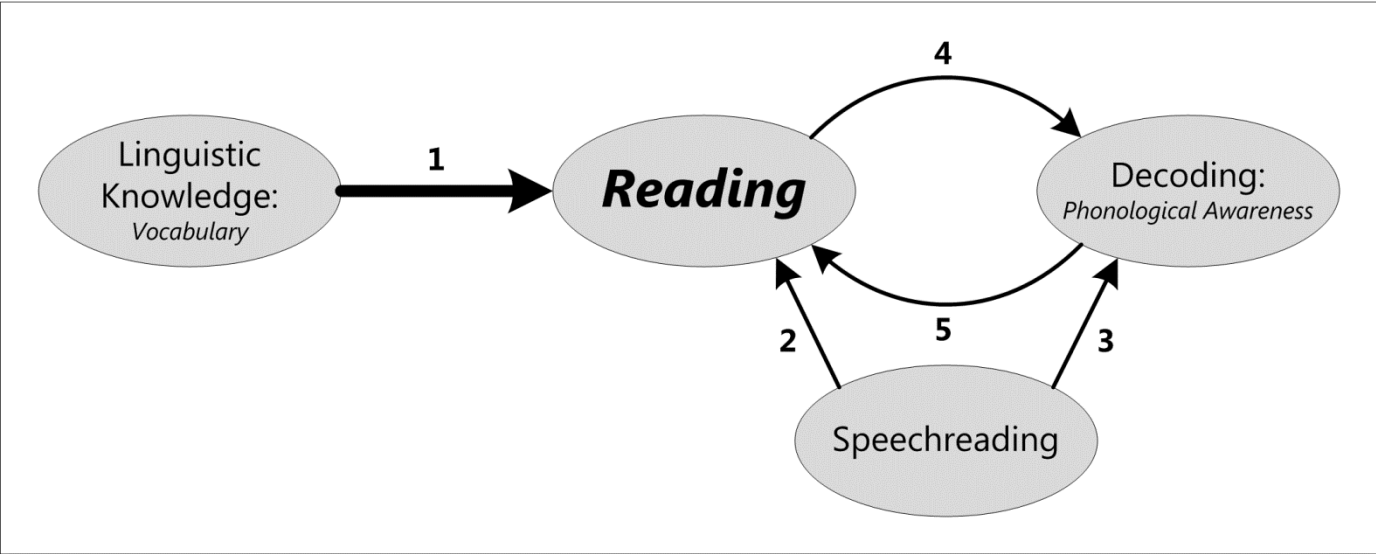 4
Linguistic
Knowledge:
Vocabulary
1
Reading
Decoding:
Phonological Awareness
2
5
3
Speechreading